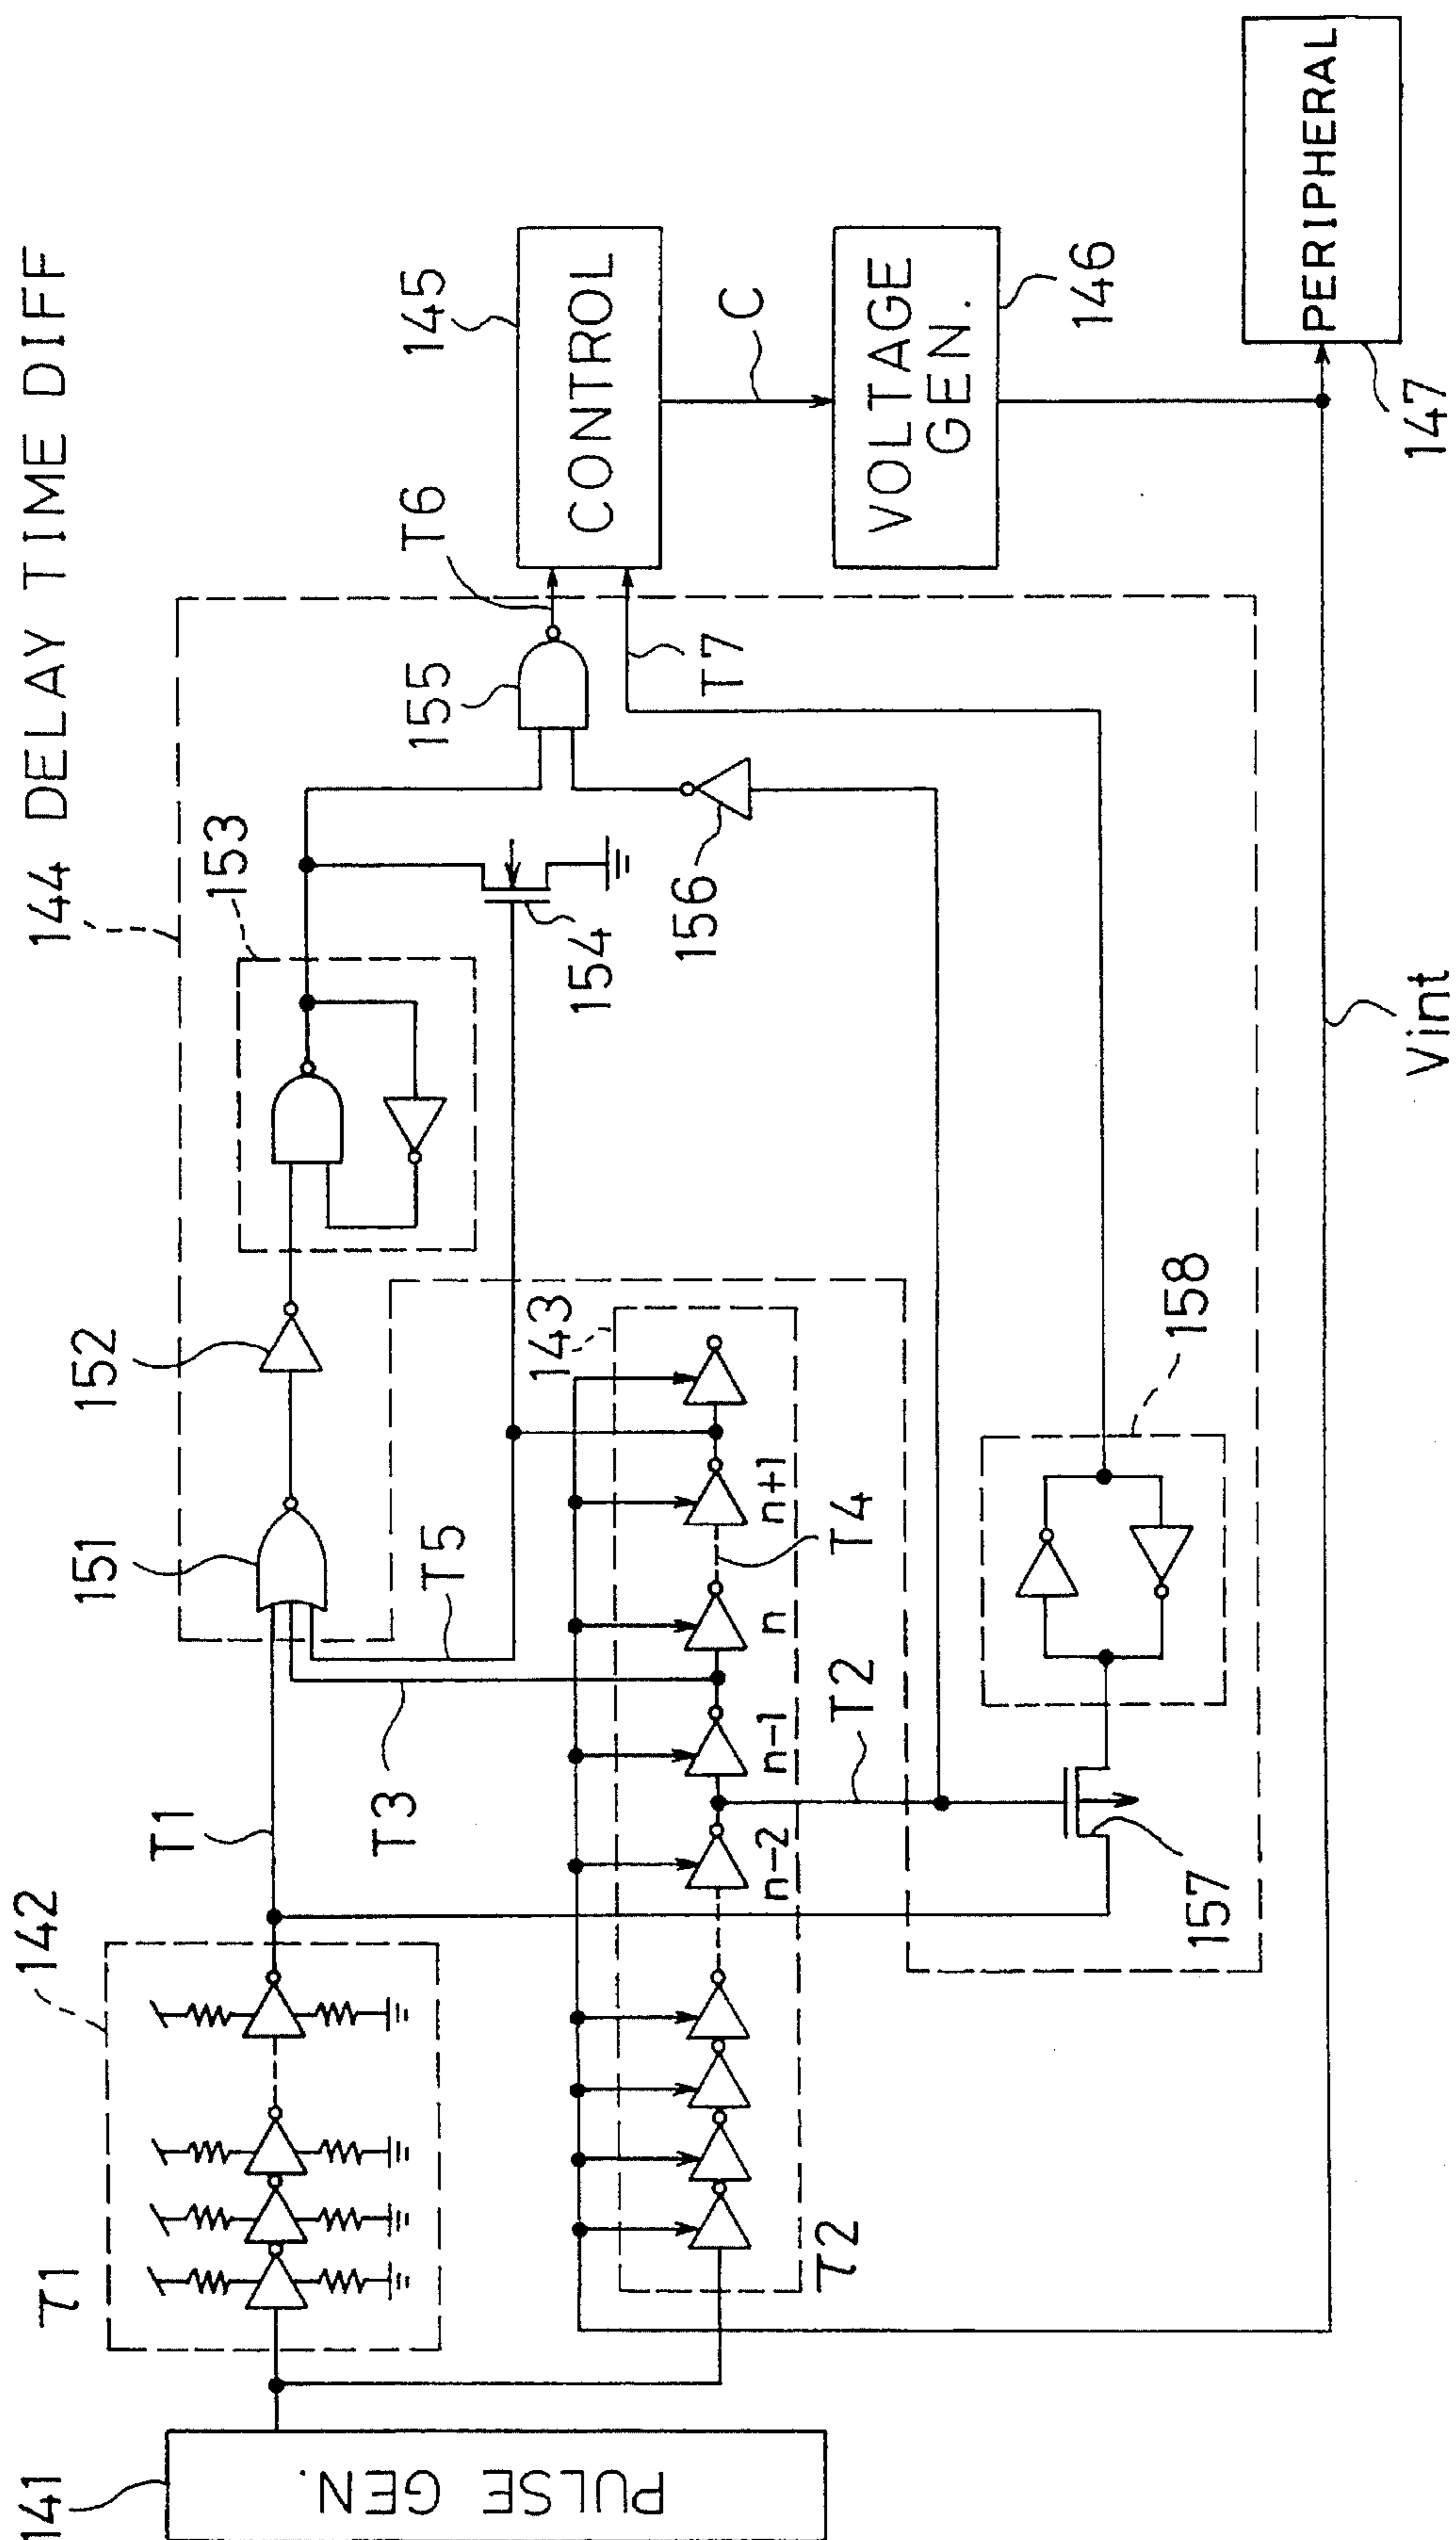 144 DELAY TIME DIFF
141
PULSE GEN.
τ1
142
T1
T3
T5
151
152
153
154
155
156
T6
T7
145
CONTROL
C
VOLTAGE
GEN.
146
PERIPHERAL
147
Vint
143
τ2
n-2
n-1
n
n+1
T4
T2
157
158